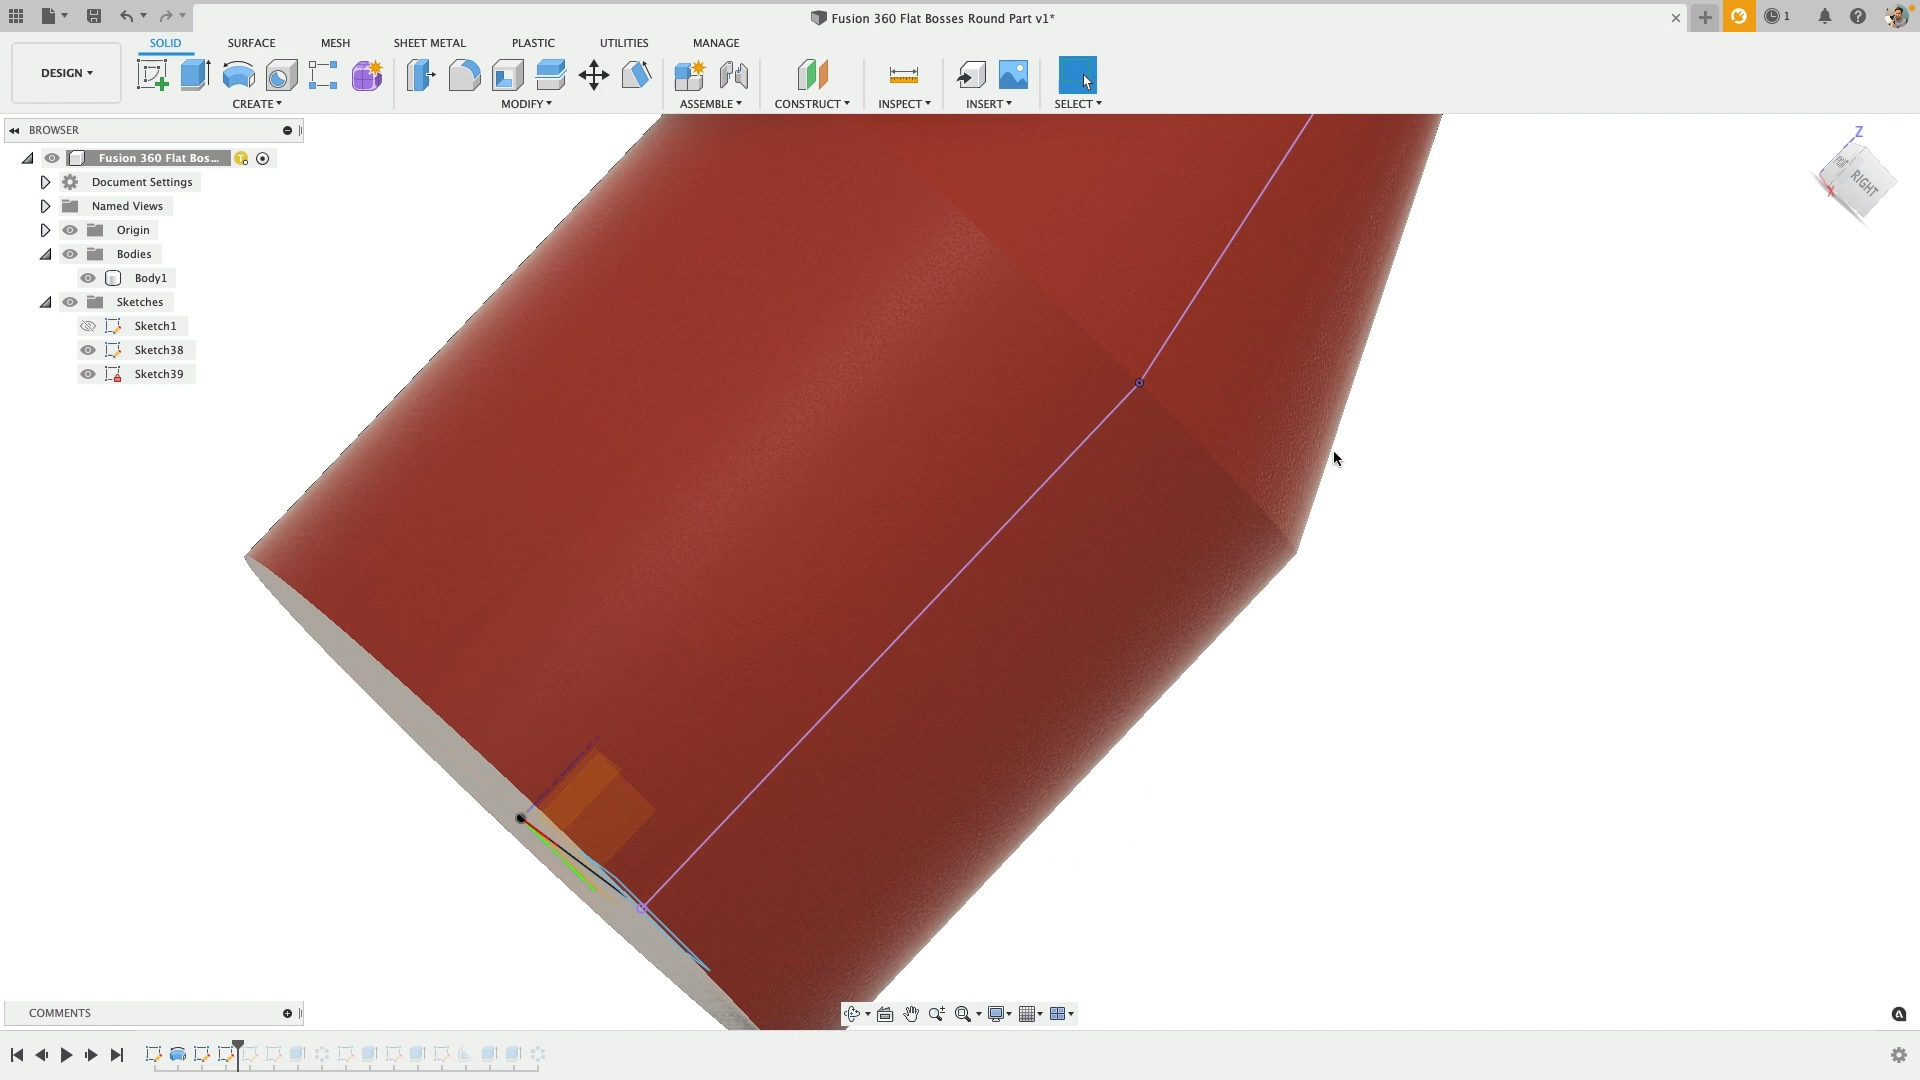 Fusion 360 Flat Bosses Round Part v1*
1
DESIGN
SOLID
SURFACE
MESH
SHEET METAL
PLASTIC
UTILITIES
MANAGE
CREATE
MODIFY
ASSEMBLE
CONSTRUCT
INSPECT
INSERT
SELECT
BROWSER
Fusion 360 Flat Bos...
Document Settings
Named Views
Origin
Bodies
Body1
Sketches
Sketch1
Sketch38
Sketch39
Z
RIGHT
X
COMMENTS